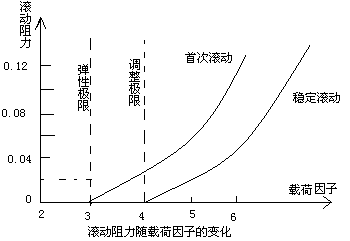 滚动阻力
0.12
0.08
0.04
0
弹性极限
调整极限
首次滚动
稳定滚动
载荷因子
2 3 4 5 6
滚动阻力随载荷因子的变化